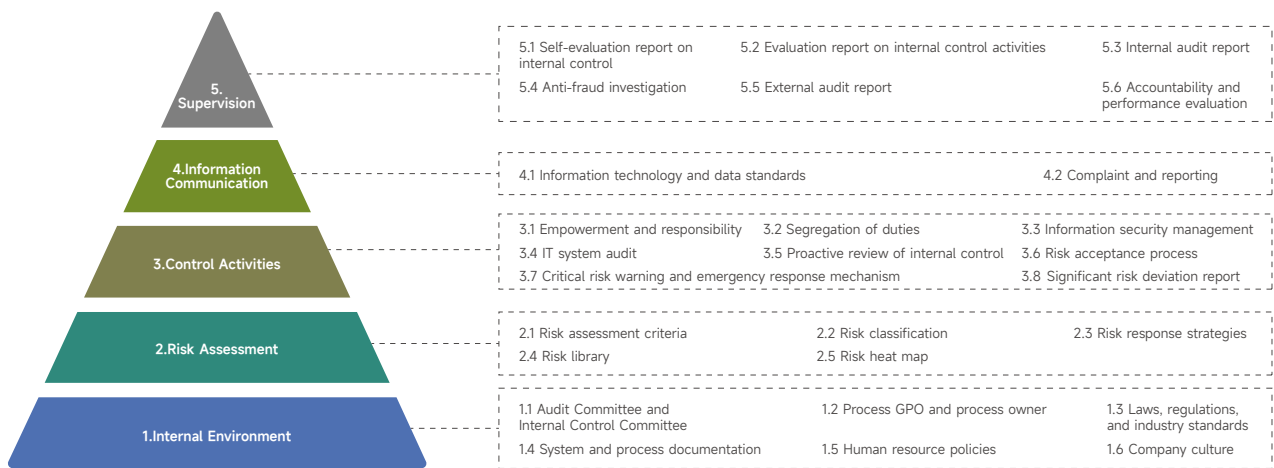 5.
Supervision
5.1 Self-evaluation report on
internal control
5.2 Evaluation report on internal control activities
5.3 Internal audit report
5.4 Anti-fraud investigation
5.5 External audit report
5.6 Accountability and
performance evaluation
4.Information
Communication
4.1 Information technology and data standards
4.2 Complaint and reporting
3.Control Activities
3.1 Empowerment and responsibility
3.2 Segregation of duties
3.3 Information security management
3.4 IT system audit
3.5 Proactive review of internal control
3.6 Risk acceptance process
3.7 Critical risk warning and emergency response mechanism
3.8 Significant risk deviation report
2.Risk Assessment
2.1 Risk assessment criteria
2.2 Risk classification
2.3 Risk response strategies
2.4 Risk library
2.5 Risk heat map
1.Internal Environment
1.1 Audit Committee and
Internal Control Committee
1.2 Process GPO and process owner
1.3 Laws, regulations,
and industry standards
1.4 System and process documentation
1.5 Human resource policies
1.6 Company culture